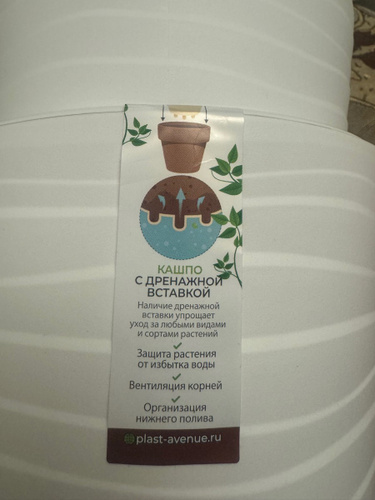 КАШПО
С ДРЕНАЖНОЙ
ВСТАВКОЙ
Наличие дренажной
вставки упрощает
уход за любыми видами
и сортами растений
Защита растения
от избытка воды
Вентиляция корней
Организация
нижнего полива
plast-avenue.ru